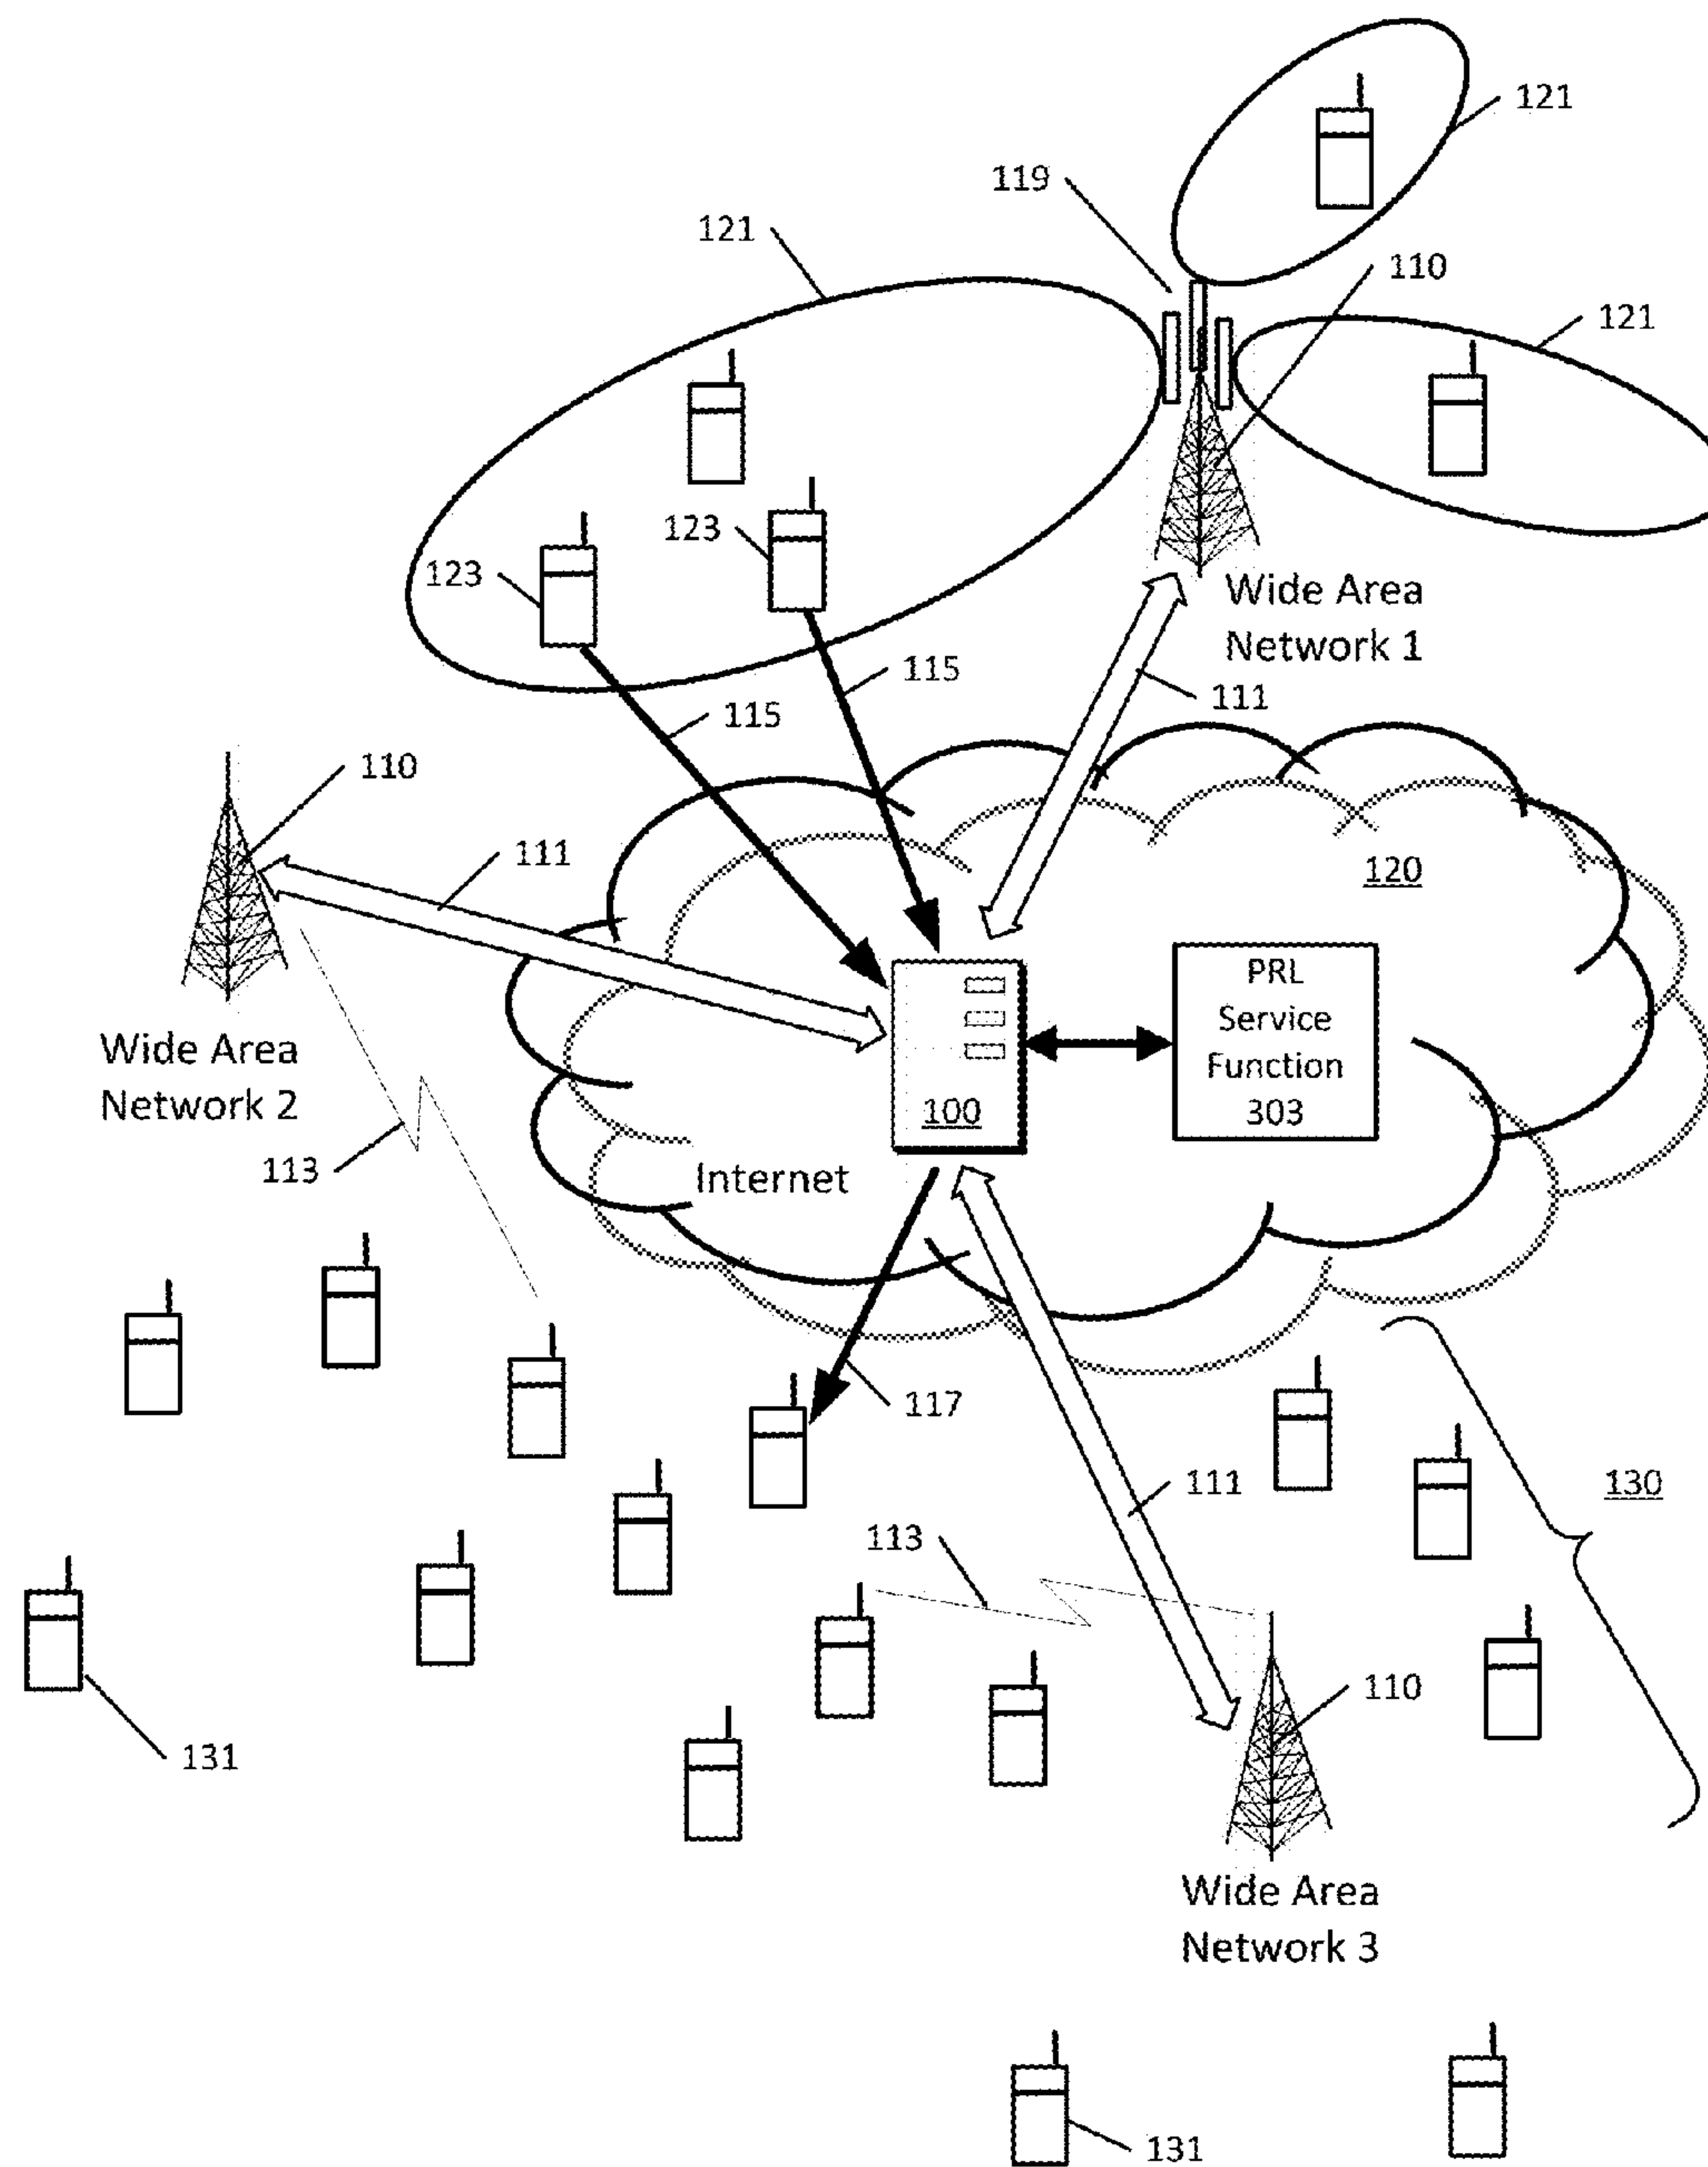 121
119
121
110
121
123
123
Wide Area
Network 1
115
111
115
110
111
120
PRL
Service
Function
303
Wide Area
Network 2
100
113
Internet
117
111
130
113
110
131
Wide Area
Network 3
131